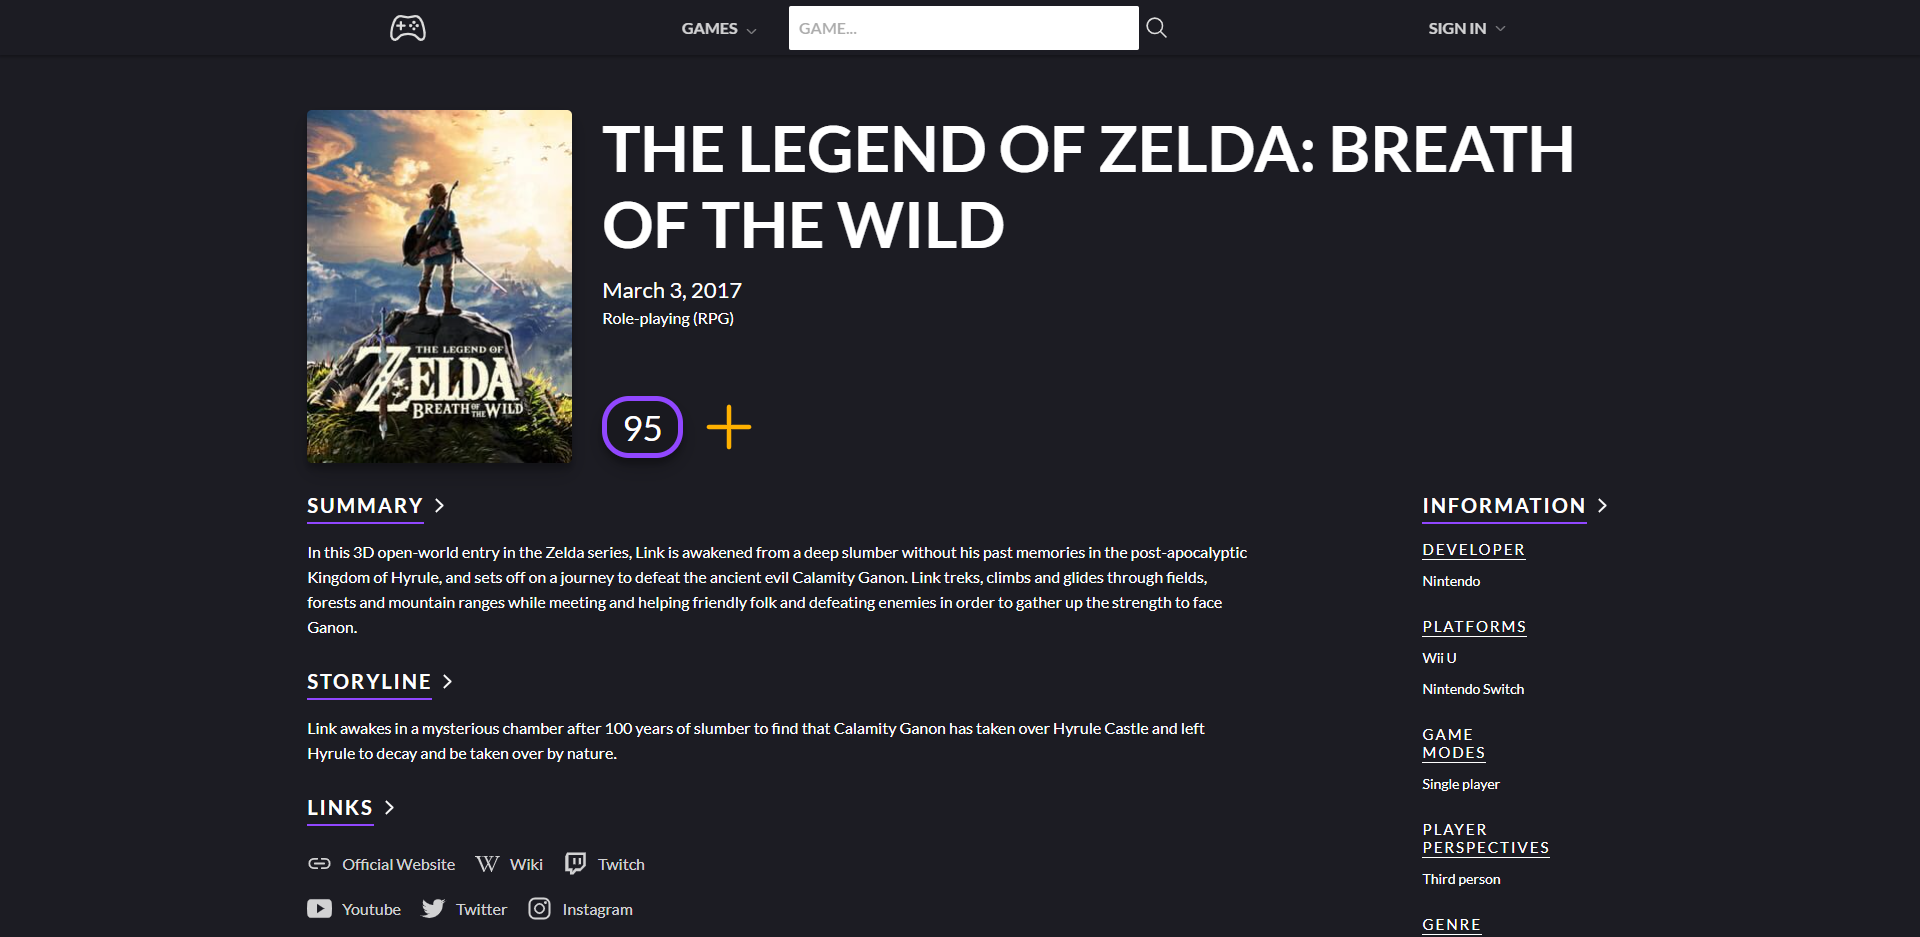 GAMES
GAME...
SIGN IN
THE LEGEND OF ZELDA: BREATH
OF THE WILD
March 3, 2017
Role-playing (RPG)
THE LEGEND OF
ZELDA
BREATH OF THE WILD
95
SUMMARY
In this 3D open-world entry in the Zelda series, Link is awakened from a deep slumber without his past memories in the post-apocalyptic
Kingdom of Hyrule, and sets off on a journey to defeat the ancient evil Calamity Ganon. Link treks, climbs and glides through fields,
forests and mountain ranges while meeting and helping friendly folk and defeating enemies in order to gather up the strength to face
Ganon.
STORYLINE
Link awakes in a mysterious chamber after 100 years of slumber to find that Calamity Ganon has taken over Hyrule Castle and left
Hyrule to decay and be taken over by nature.
LINKS
Official Website
Wiki
Twitch
Youtube
Twitter
Instagram
INFORMATION
DEVELOPER
Nintendo
PLATFORMS
Wii U
Nintendo Switch
GAME
MODES
Single player
PLAYER
PERSPECTIVES
Third person
GENRE